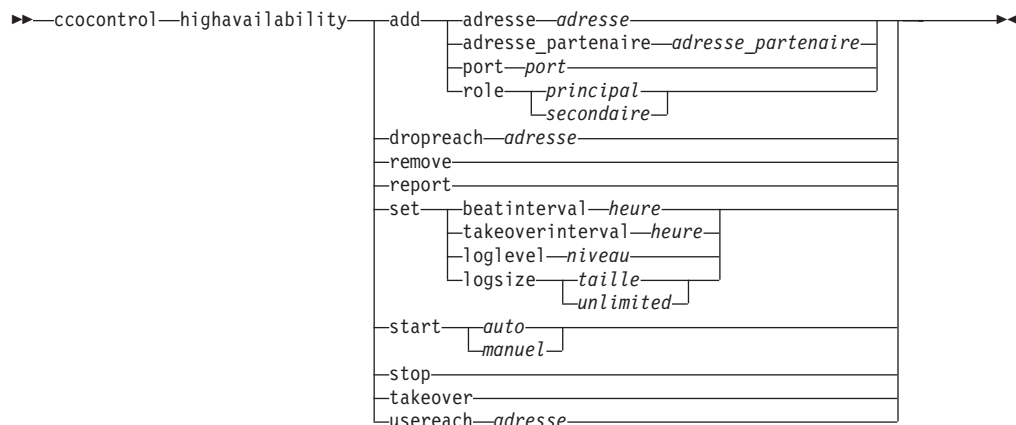 ccocontrol highavailability add adresse adresse
adresse_partenaire adresse_partenaire
port port
role principal
secondaire
dropreach adresse
remove
report
set beatinterval heure
takeoverinterval heure
loglevel niveau
logsize taille
unlimited
start auto
manuel
stop
takeover
usereach adresse